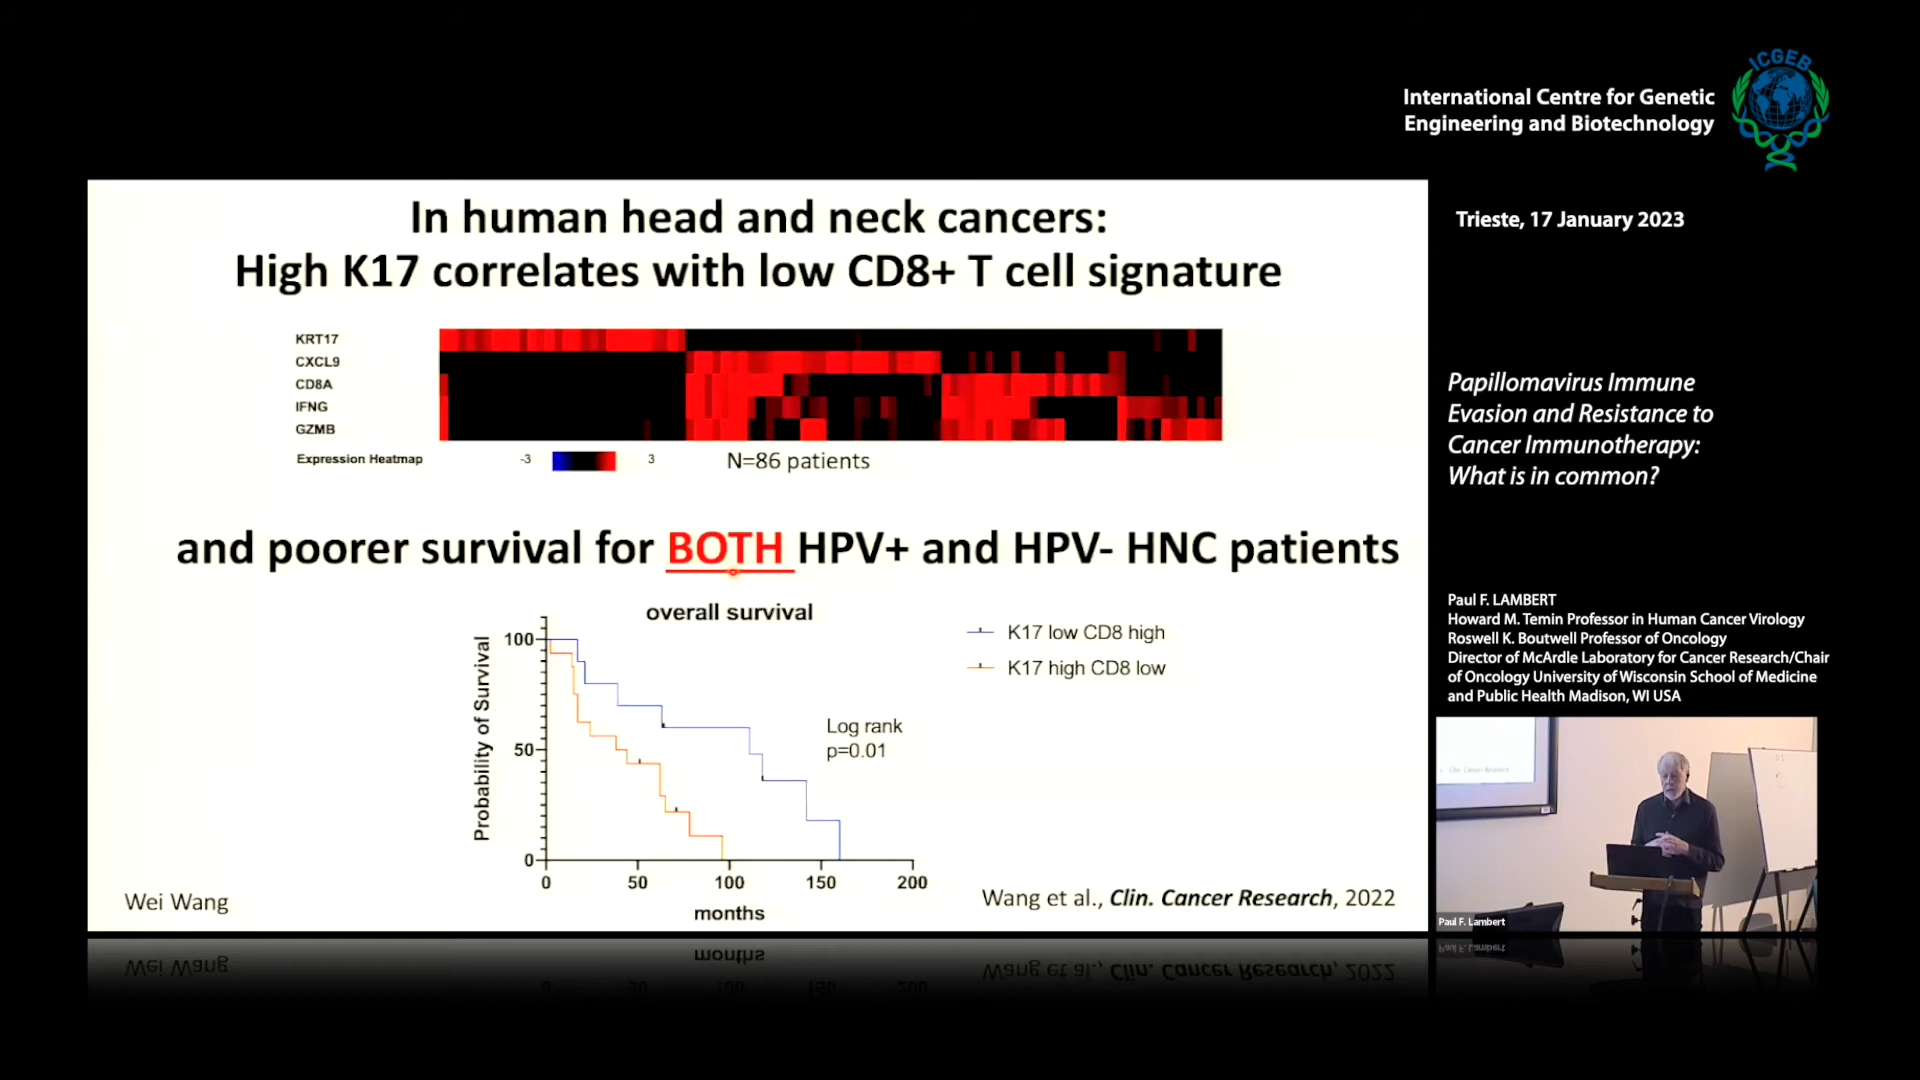 ICGEB
International Centre for Genetic
Engineering and Biotechnology
Trieste, 17 January 2023
In human head and neck cancers:
High K17 correlates with low CD8+ T cell signature
KRT17
CXCL9
CD8A
IFNG
GZMB
Expression Heatmap
-3
3
N=86 patients
and poorer survival for BOTH HPV+ and HPV- HNC patients
overall survival
Probability of Survival
100
50
0
0
50
100
150
200
months
K17 low CD8 high
K17 high CD8 low
Log rank
p=0.01
Wei Wang
Wang et al., Clin. Cancer Research, 2022
Papillomavirus Immune
Evasion and Resistance to
Cancer Immunotherapy:
What is in common?
Paul F. LAMBERT
Howard M. Temin Professor in Human Cancer Virology
Roswell K. Boutwell Professor of Oncology
Director of McArdle Laboratory for Cancer Research/Chair
of Oncology University of Wisconsin School of Medicine
and Public Health Madison, WI USA
Clin. Cancer Research
Paul F. Lambert